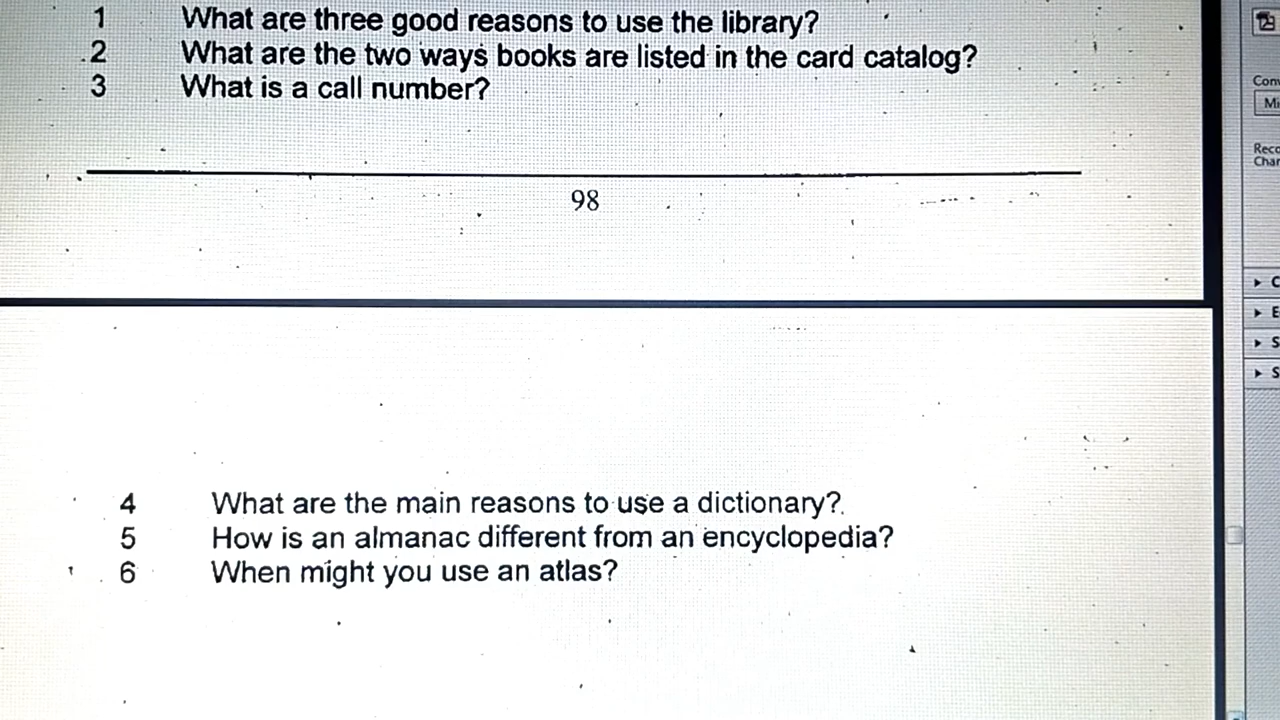 1 What are three good reasons to use the library?
2 What are the two ways books are listed in the card catalog?
3 What is a call number?
98
4 What are the main reasons to use a dictionary?
5 How is an almanac different from an encyclopedia?
6 When might you use an atlas?